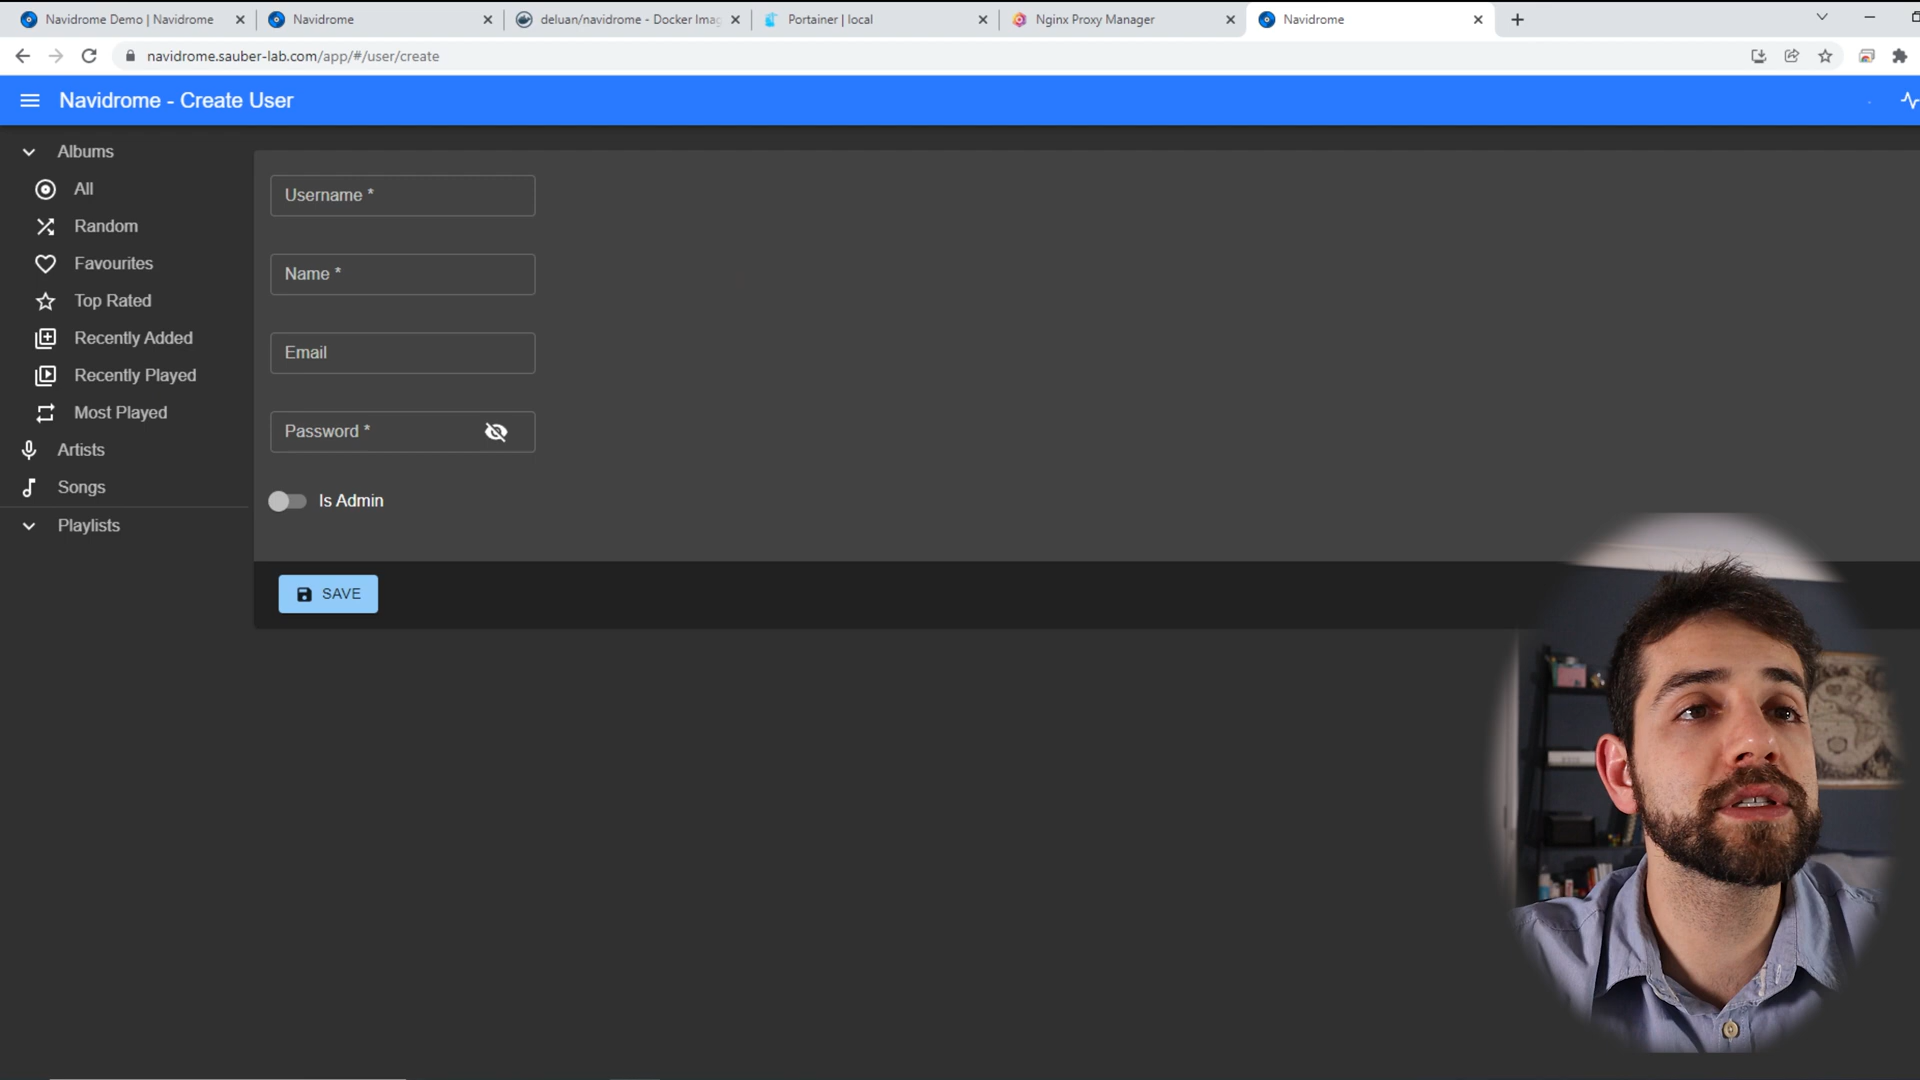 Navidrome Demo | Navidrome
Navidrome
deluan/navidrome - Docker Imag
Portainer | local
Nginx Proxy Manager
Navidrome
navidrome.sauber-lab.com/app/#/user/create
Navidrome - Create User
Albums
All
Random
Favourites
Top Rated
Recently Added
Recently Played
Most Played
Artists
Songs
Playlists
Username *
Name *
Email
Password *
Is Admin
SAVE